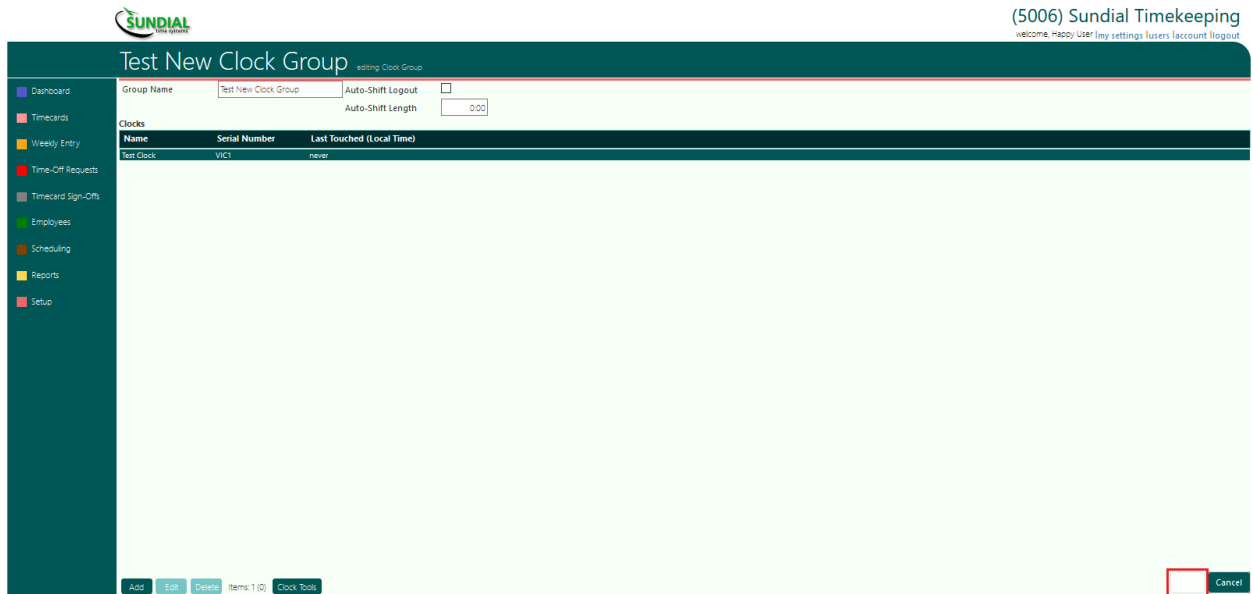 SUNDIAL
time systems
(5006) Sundial Timekeeping
welcome, Happy User |my settings |users |account |logout
Test New Clock Group editing Clock Group
Dashboard
Timecards
Weekly Entry
Time-Off Requests
Timecard Sign-Offs
Employees
Scheduling
Reports
Setup
Group Name Test New Clock Group Auto-Shift Logout
Auto-Shift Length 0:00
Clocks
Name Serial Number Last Touched (Local Time)
Test Clock VIC1 never
Add Edit Delete Items: 1 (0) Clock Tools Cancel